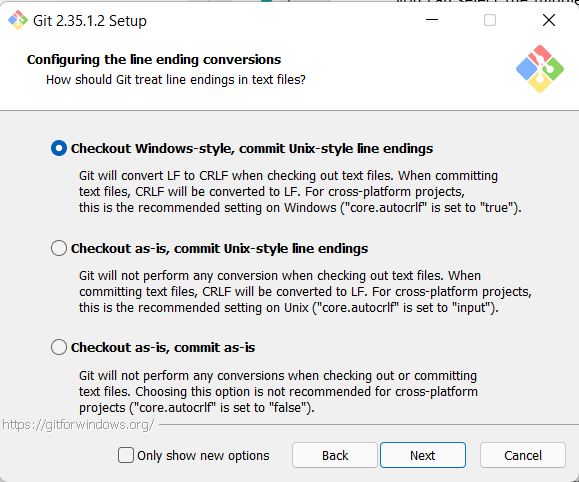 Git 2.35.1.2 Setup
Configuring the line ending conversions
How should Git treat line endings in text files?
Checkout Windows-style, commit Unix-style line endings
Git will convert LF to CRLF when checking out text files. When committing
text files, CRLF will be converted to LF. For cross-platform projects,
this is the recommended setting on Windows ("core.autocrlf" is set to "true").
Checkout as-is, commit Unix-style line endings
Git will not perform any conversion when checking out text files. When
committing text files, CRLF will be converted to LF. For cross-platform projects,
this is the recommended setting on Unix ("core.autocrlf" is set to "input").
Checkout as-is, commit as-is
Git will not perform any conversions when checking out or committing
text files. Choosing this option is not recommended for cross-platform
projects ("core.autocrlf" is set to "false").
https://gitforwindows.org/
Only show new options
Back
Next
Cancel